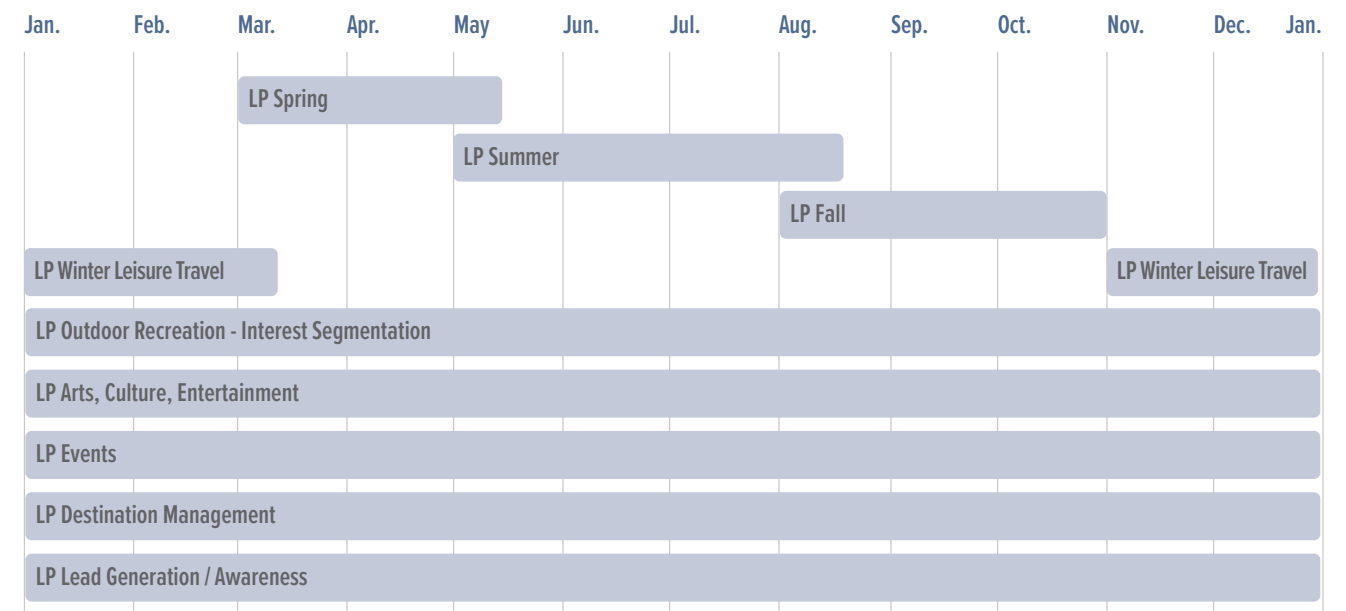 Jan. Feb. Mar. Apr. May Jun. Jul. Aug. Sep. Oct. Nov. Dec. Jan.
LP Spring
LP Summer
LP Fall
LP Winter Leisure Travel LP Winter Leisure Travel
LP Outdoor Recreation - Interest Segmentation
LP Arts, Culture, Entertainment
LP Events
LP Destination Management
LP Lead Generation / Awareness